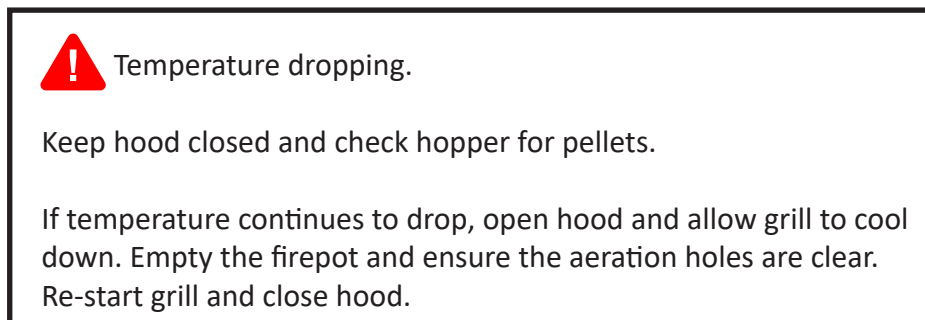 Temperature dropping.
Keep hood closed and check hopper for pellets.
If temperature continues to drop, open hood and allow grill to cool
down. Empty the firepot and ensure the aeration holes are clear.
Re-start grill and close hood.